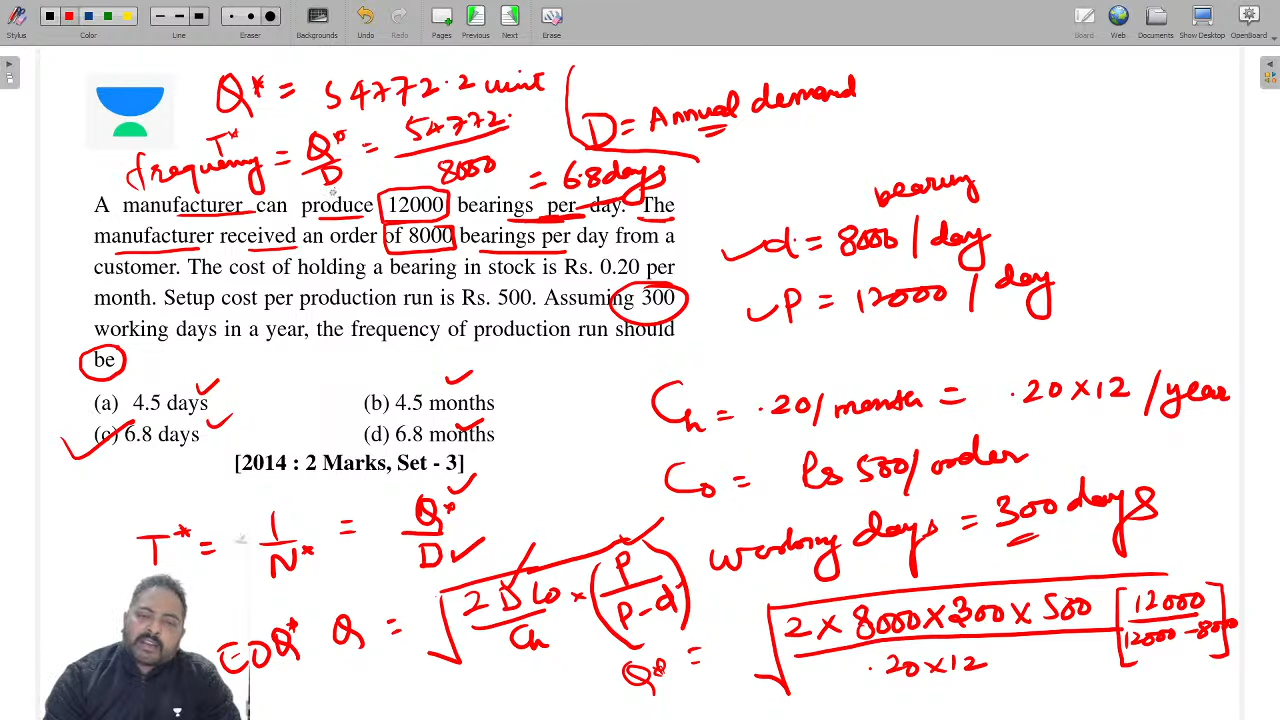 Stylus
Color
Line
Eraser
Backgrounds
Undo
Redo
Pages
Previous
Next
Erase
Board
Web
Documents
Show Desktop
OpenBoard
Q* = 54772.2 unit
D = Annual demand
T*
frequency = Q*/D = 54772./8000 = 6.8days
A manufacturer can produce 12000 bearings per day. The
manufacturer received an order of 8000 bearings per day from a
customer. The cost of holding a bearing in stock is Rs. 0.20 per
month. Setup cost per production run is Rs. 500. Assuming 300
working days in a year, the frequency of production run should
be
(a) 4.5 days
(b) 4.5 months
(c) 6.8 days
(d) 6.8 months
[2014 : 2 Marks, Set - 3]
bearing
d = 8000 / day
P = 12000 / day
Ch = .20/month = .20×12 /year
Co = Rs 500/order
working days = 300 days
T* = 1/N* = Q*/D
EOQ* Q = √(2DCo/Ch × (P/P-d))
Q* = √(2×8000×300×500/.20×12 [12000/12000-8000])